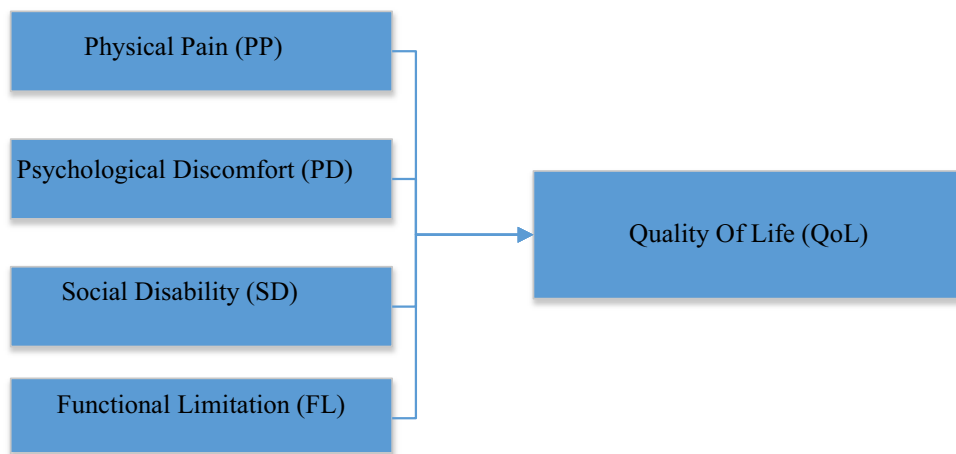 Physical Pain (PP)
Psychological Discomfort (PD)
Social Disability (SD)
Functional Limitation (FL)
Quality Of Life (QoL)